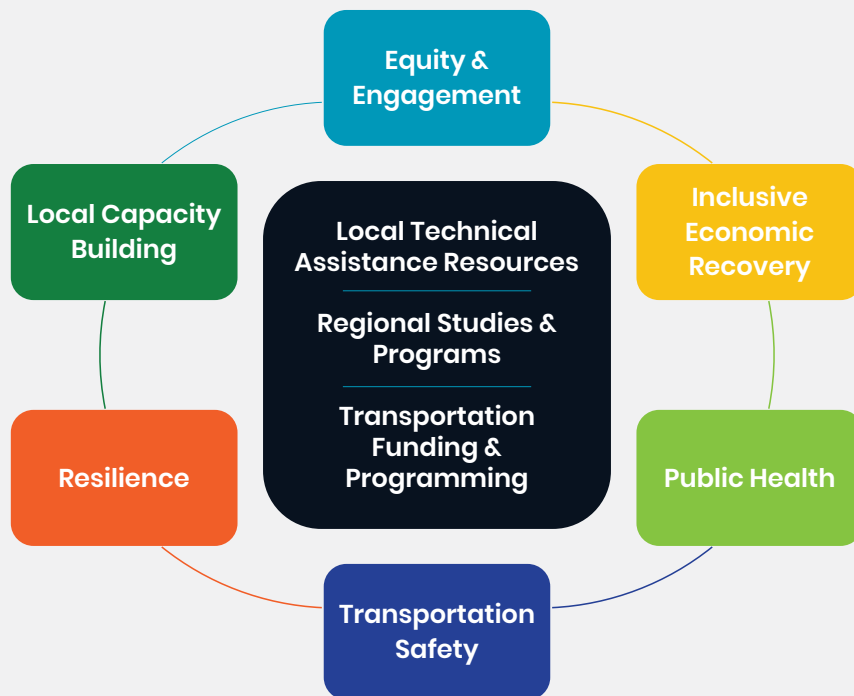 Equity &
Engagement
Local Capacity
Building
Inclusive
Economic
Recovery
Local Technical
Assistance Resources
Regional Studies &
Programs
Transportation
Funding &
Programming
Resilience
Public Health
Transportation
Safety